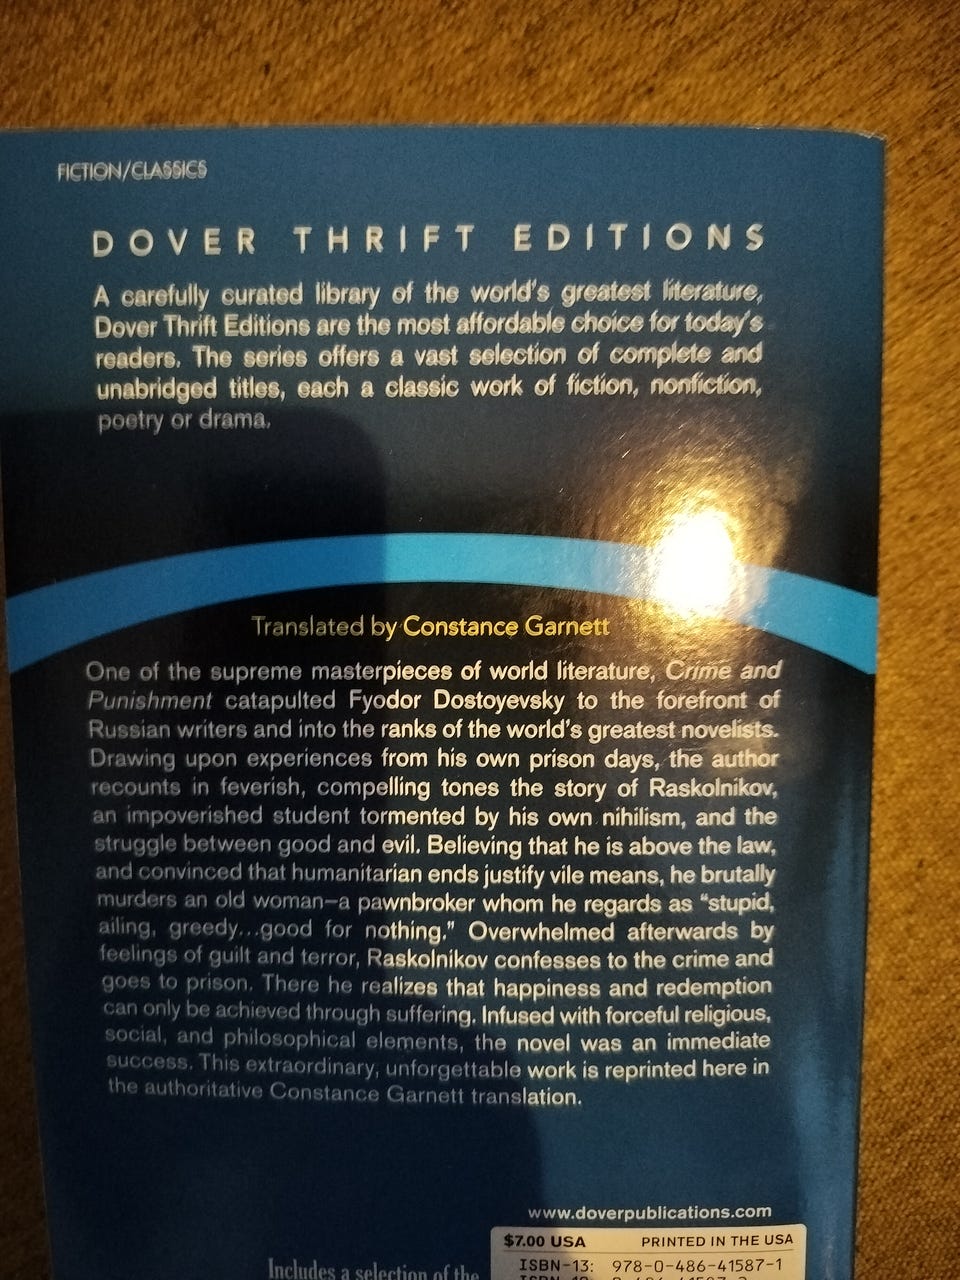 FICTION/CLASSICS
DOVER THRIFT EDITIONS
A carefully curated library of the world's greatest literature,
Dover Thrift Editions are the most affordable choice for today's
readers. The series offers a vast selection of complete and
unabridged titles, each a classic work of fiction, nonfiction,
poetry or drama.
Translated by Constance Garnett
One of the supreme masterpieces of world literature, Crime and
Punishment catapulted Fyodor Dostoyevsky to the forefront of
Russian writers and into the ranks of the world's greatest novelists.
Drawing upon experiences from his own prison days, the author
recounts in feverish, compelling tones the story of Raskolnikov,
an impoverished student tormented by his own nihilism, and the
struggle between good and evil. Believing that he is above the law,
and convinced that humanitarian ends justify vile means, he brutally
murders an old woman—a pawnbroker whom he regards as “stupid,
ailing, greedy...good for nothing.” Overwhelmed afterwards by
feelings of guilt and terror, Raskolnikov confesses to the crime and
goes to prison. There he realizes that happiness and redemption
can only be achieved through suffering. Infused with forceful religious,
social, and philosophical elements, the novel was an immediate
success. This extraordinary, unforgettable work is reprinted here in
the authoritative Constance Garnett translation.
www.doverpublications.com
$7.00 USA PRINTED IN THE USA
ISBN-13: 978-0-486-41587-1
Includes a selection of the